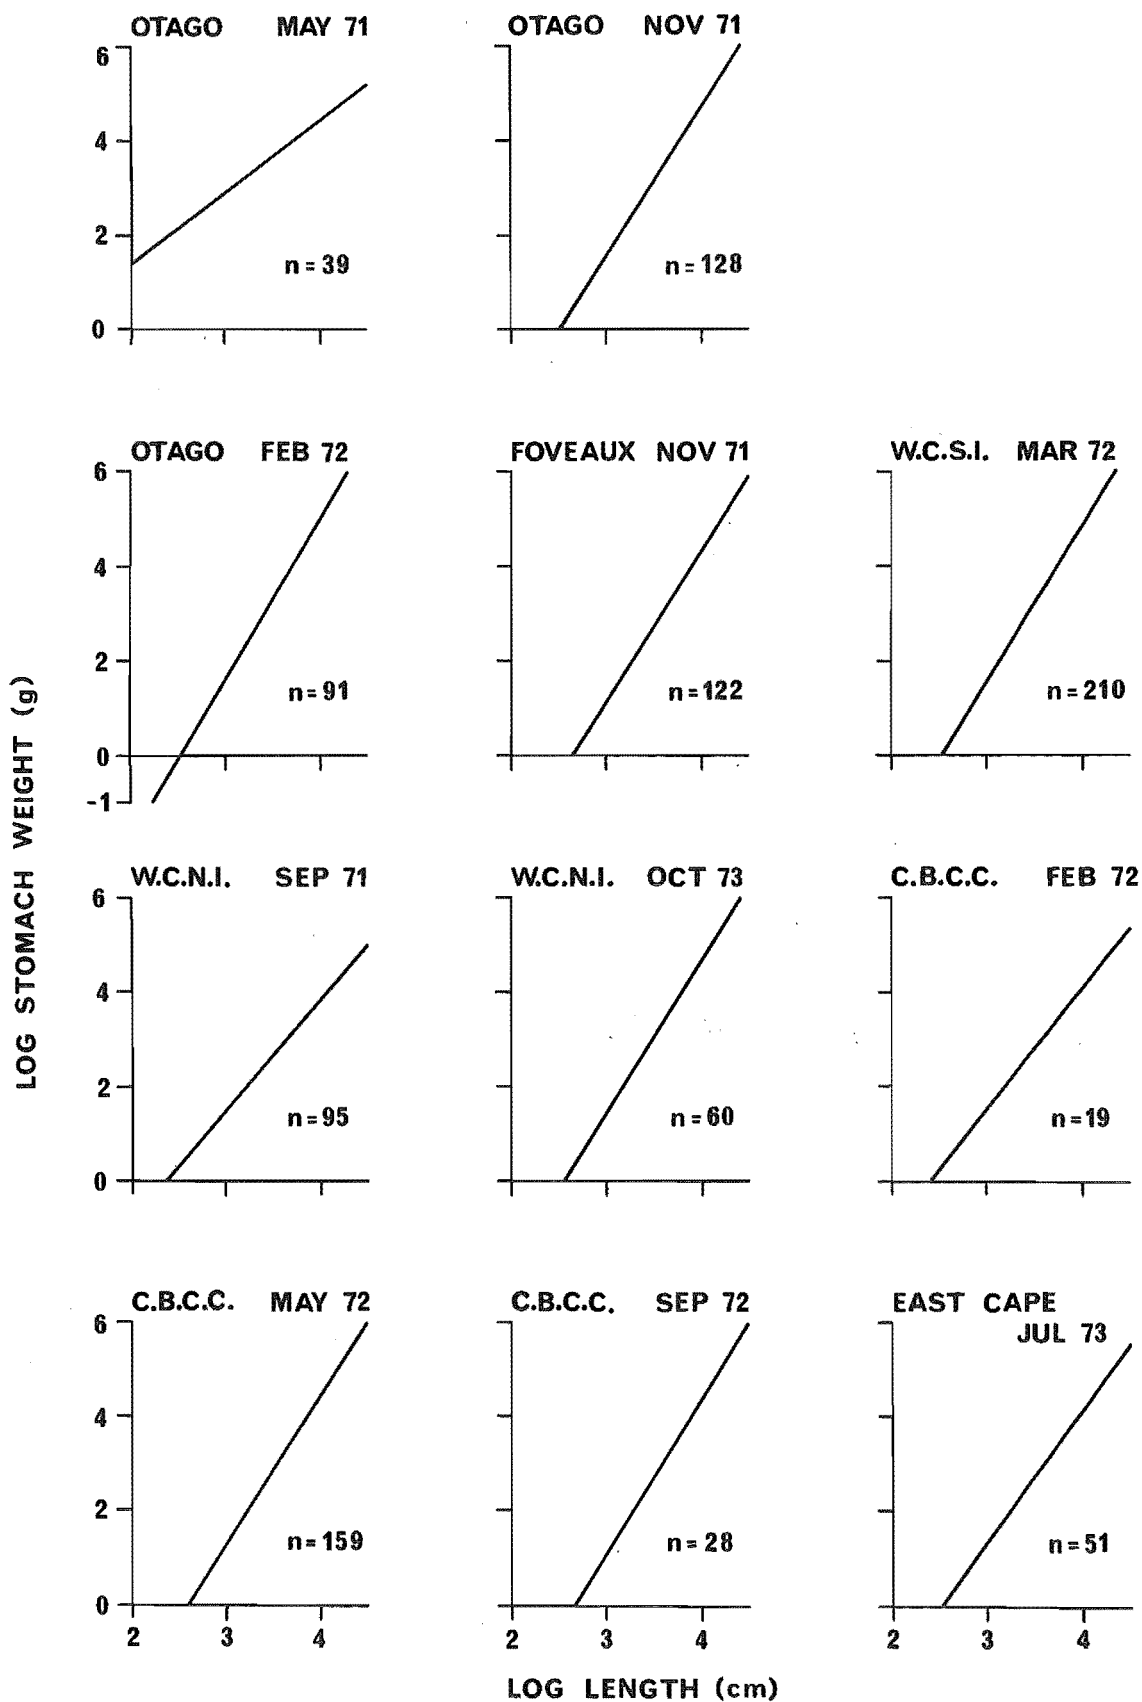 OTAGO MAY 71
OTAGO NOV 71
6
4
2
0
n=39
n=128
OTAGO FEB 72
FOVEAUX NOV 71
W.C.S.I. MAR 72
6
4
2
0
-1
n=91
n=122
n=210
LOG STOMACH WEIGHT (g)
W.C.N.I. SEP 71
W.C.N.I. OCT 73
C.B.C.C. FEB 72
6
4
2
0
n=95
n=60
n=19
C.B.C.C. MAY 72
C.B.C.C. SEP 72
EAST CAPE
JUL 73
6
4
2
0
n=159
n=28
n=51
2 3 4
2 3 4
2 3 4
LOG LENGTH (cm)